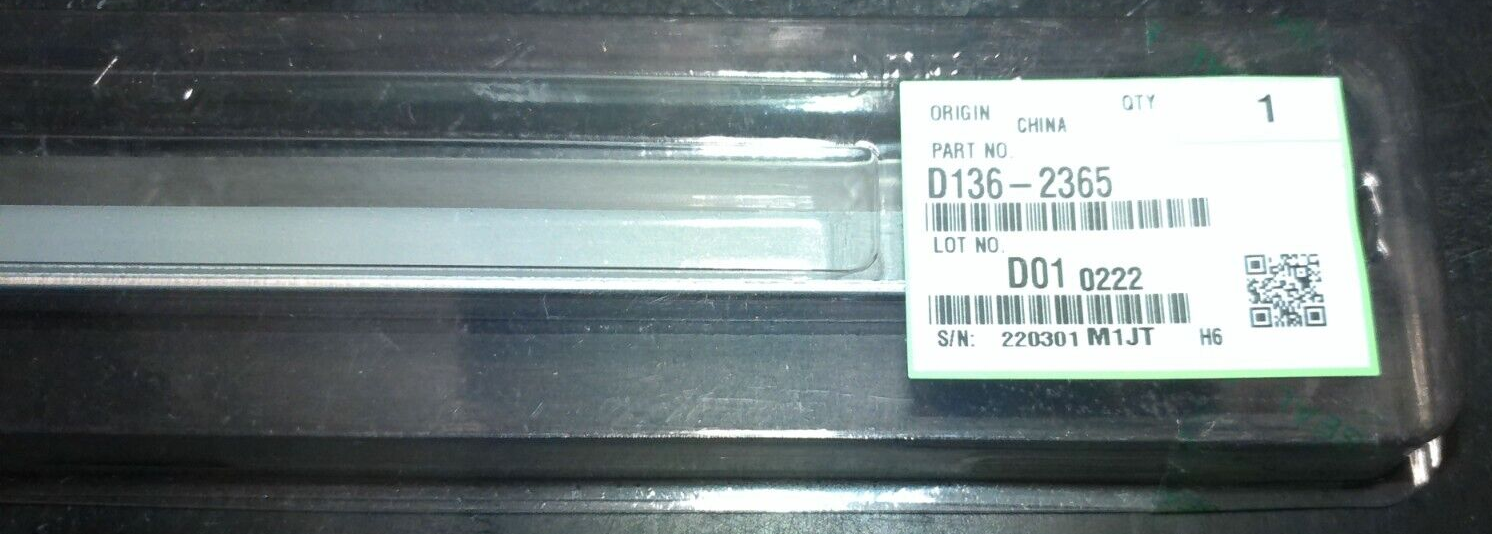 ORIGIN CHINA QTY 1
PART NO.
D136-2365
LOT NO.
D01 0222
S/N: 220301 M1JT H6